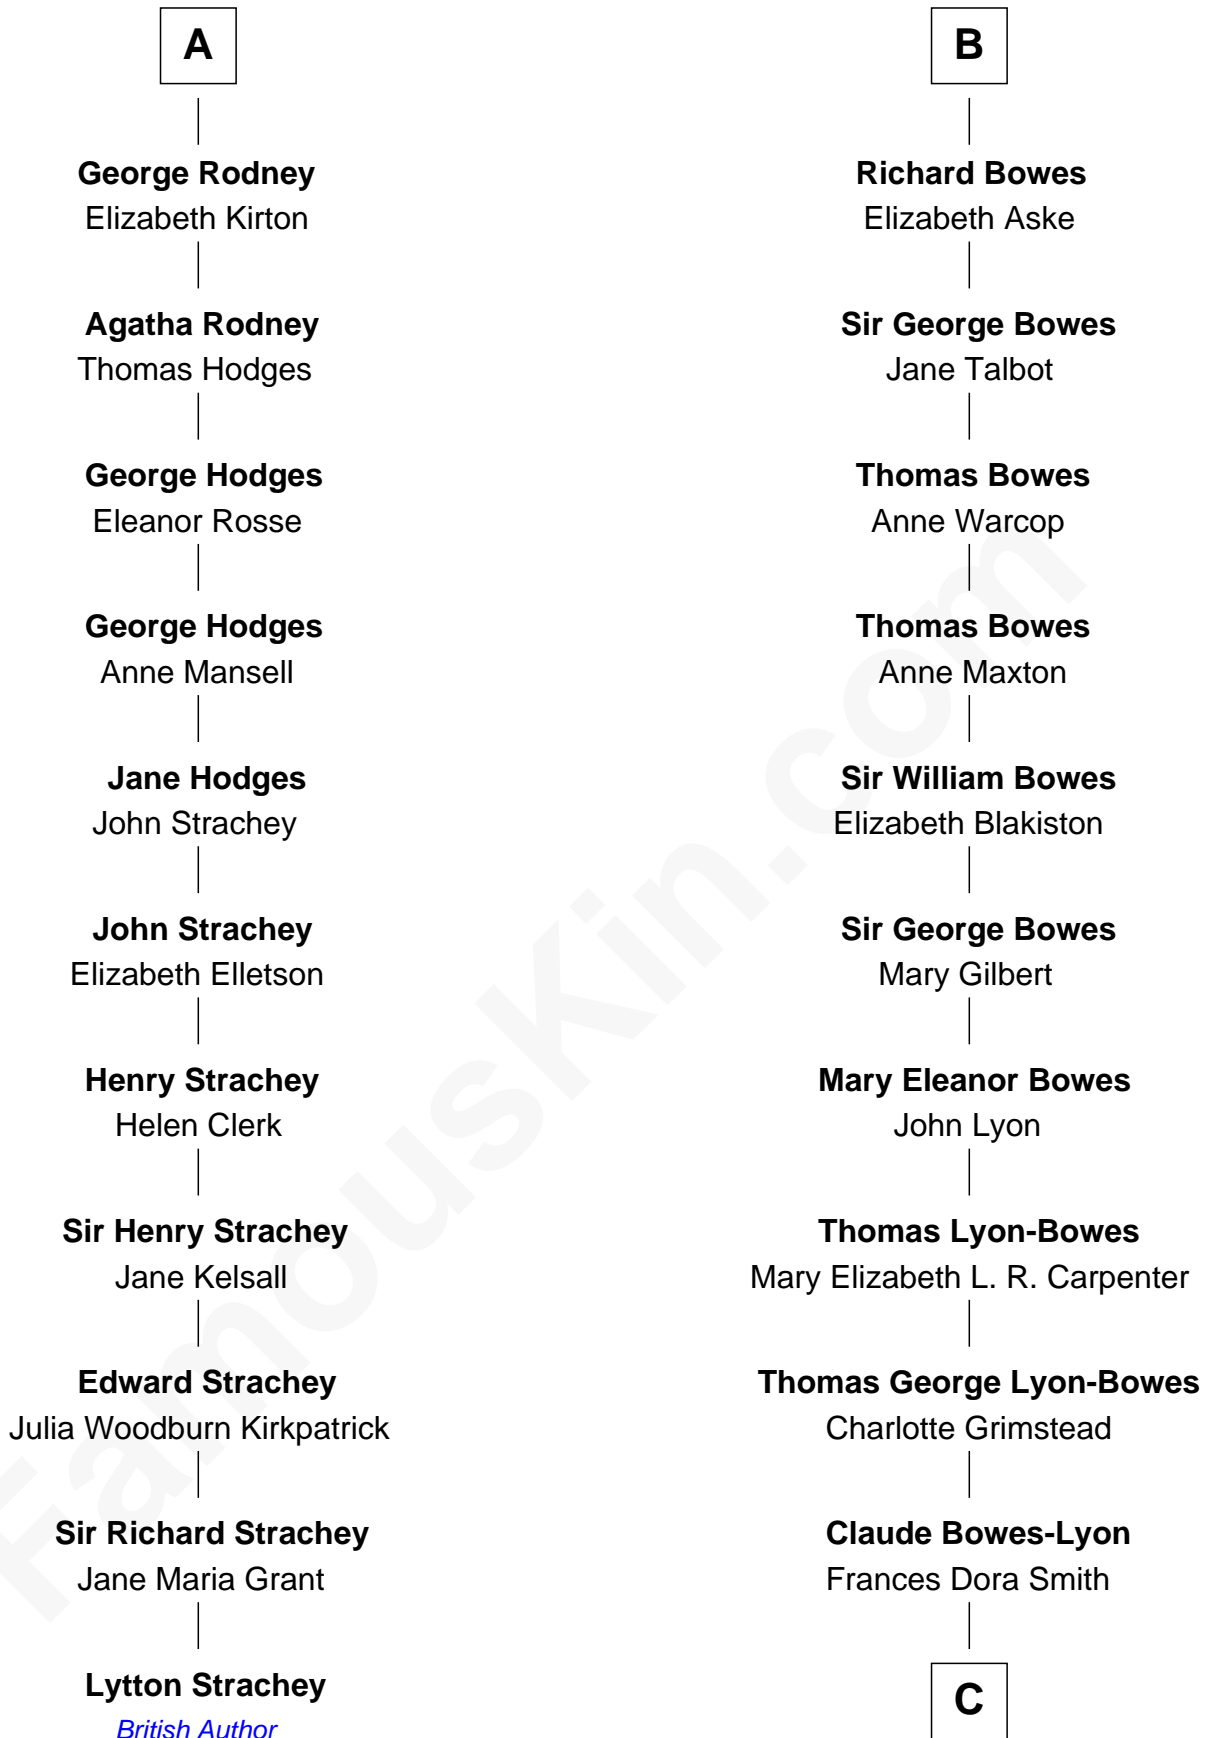 A
George Rodney
Elizabeth Kirton
Agatha Rodney
Thomas Hodges
George Hodges
Eleanor Rosse
George Hodges
Anne Mansell
Jane Hodges
John Strachey
John Strachey
Elizabeth Elletson
Henry Strachey
Helen Clerk
Sir Henry Strachey
Jane Kelsall
Edward Strachey
Julia Woodburn Kirkpatrick
Sir Richard Strachey
Jane Maria Grant
Lytton Strachey
British Author
B
Richard Bowes
Elizabeth Aske
Sir George Bowes
Jane Talbot
Thomas Bowes
Anne Warcop
Thomas Bowes
Anne Maxton
Sir William Bowes
Elizabeth Blakiston
Sir George Bowes
Mary Gilbert
Mary Eleanor Bowes
John Lyon
Thomas Lyon-Bowes
Mary Elizabeth L. R. Carpenter
Thomas George Lyon-Bowes
Charlotte Grimstead
Claude Bowes-Lyon
Frances Dora Smith
C
FamousKin.com